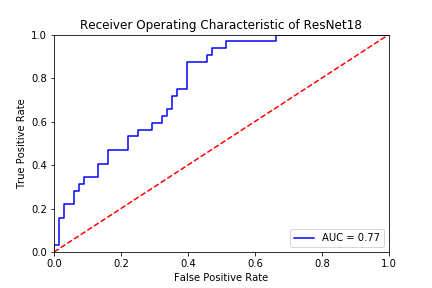 Receiver Operating Characteristic of ResNet18
1.0
0.8
0.6
0.4
0.2
0.0
True Positive Rate
AUC = 0.77
0.0 0.2 0.4 0.6 0.8 1.0
False Positive Rate